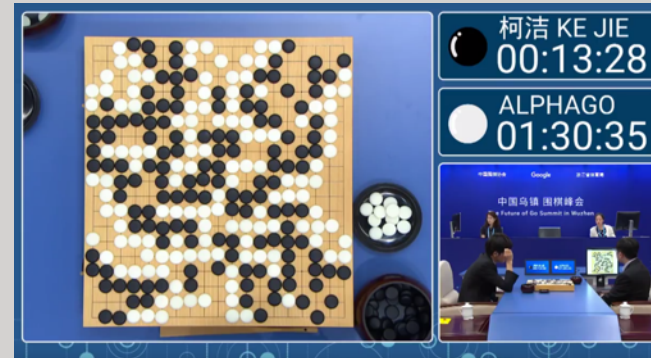 柯洁 KE JIE
00:13:28
ALPHAGO
01:30:35
Google
中国乌镇 围棋峰会
Future of Go Summit in Wuzhen